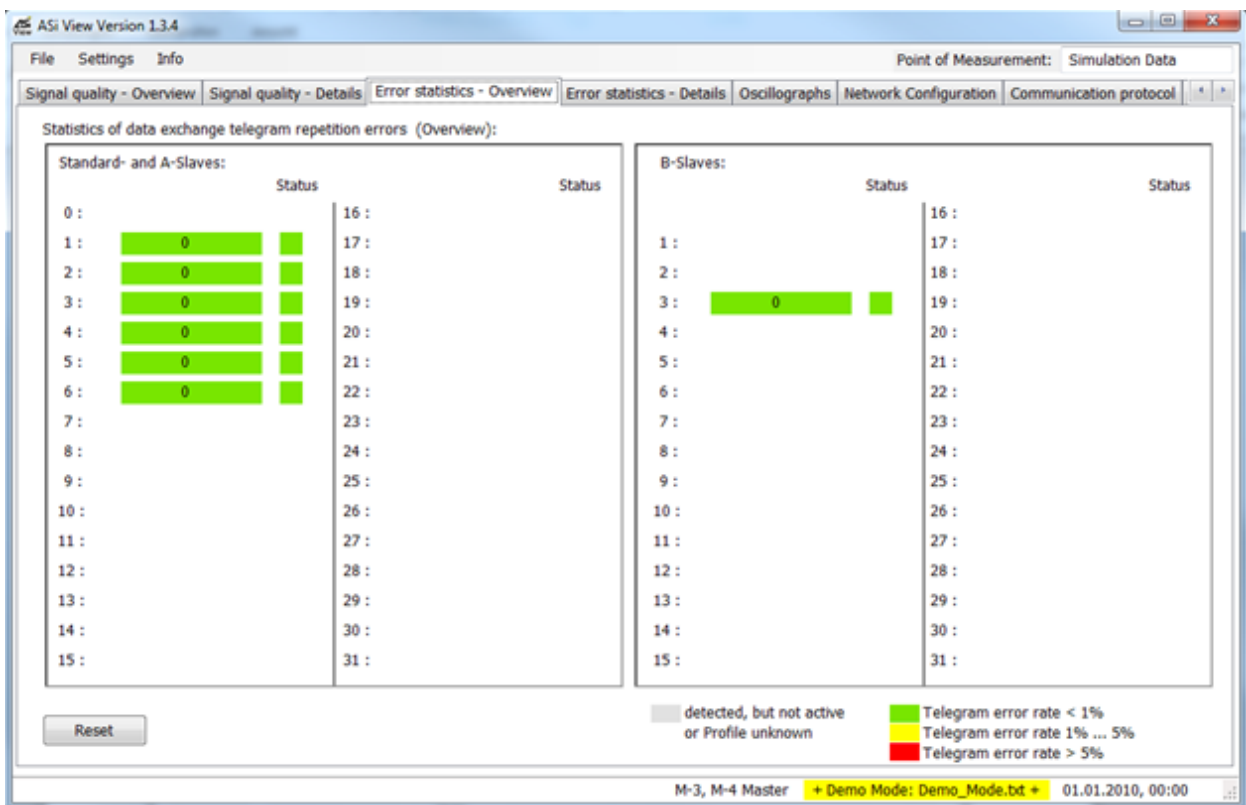 ASi View Version 1.3.4
File Settings Info Point of Measurement: Simulation Data
Signal quality - Overview Signal quality - Details Error statistics - Overview Error statistics - Details Oscillographs Network Configuration Communication protocol
Statistics of data exchange telegram repetition errors (Overview):
Standard- and A-Slaves: B-Slaves:
Status Status Status Status
0 : 16 : 16 :
1 : 0 17 : 1 : 17 :
2 : 0 18 : 2 : 18 :
3 : 0 19 : 3 : 0 19 :
4 : 0 20 : 4 : 20 :
5 : 0 21 : 5 : 21 :
6 : 0 22 : 6 : 22 :
7 : 23 : 7 : 23 :
8 : 24 : 8 : 24 :
9 : 25 : 9 : 25 :
10 : 26 : 10 : 26 :
11 : 27 : 11 : 27 :
12 : 28 : 12 : 28 :
13 : 29 : 13 : 29 :
14 : 30 : 14 : 30 :
15 : 31 : 15 : 31 :
Reset
detected, but not active Telegram error rate < 1%
or Profile unknown Telegram error rate 1% ... 5%
Telegram error rate > 5%
M-3, M-4 Master + Demo Mode: Demo_Mode.txt + 01.01.2010, 00:00